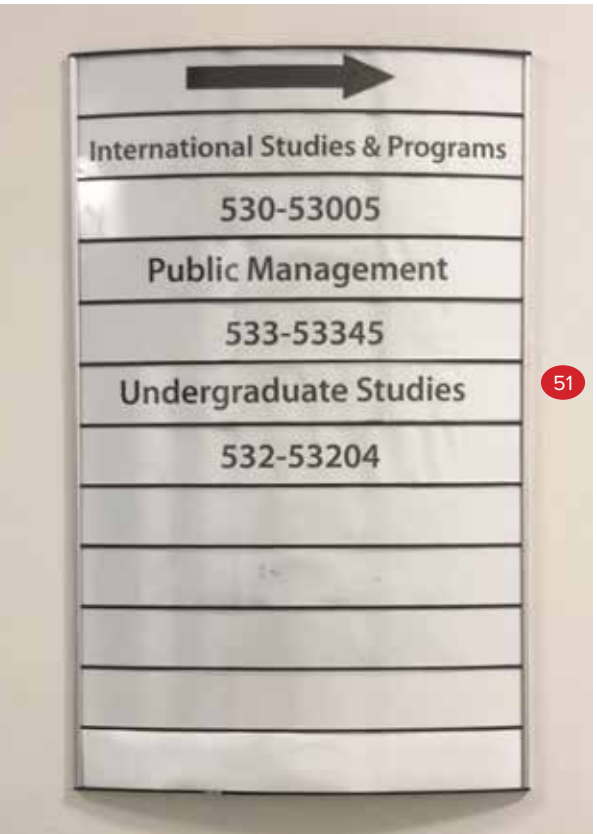 International Studies & Programs
530-53005
Public Management
533-53345
Undergraduate Studies
51
532-53204